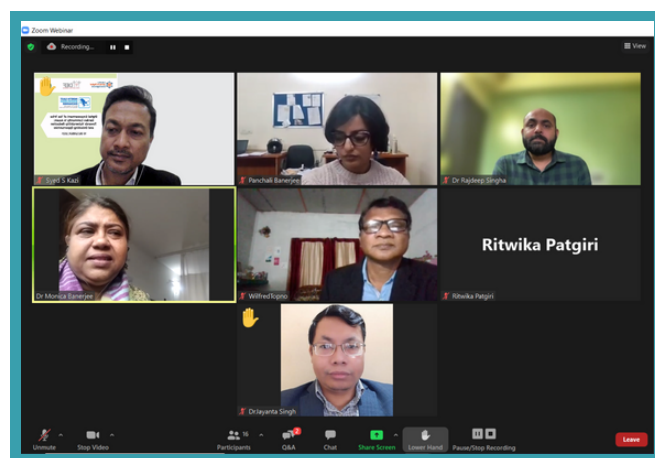 Zoom Webinar
Recording...
View
Syed S Kazi
Panchali Banerjee
Dr Rajdeep Singha
Dr Monica Banerjee
WilfredTopno
Ritwika Patgiri
Ritwika Patgiri
DrJayanta Singh
Unmute
Stop Video
16
Participants
2
Q&A
Chat
Share Screen
Lower Hand
Pause/Stop Recording
Leave